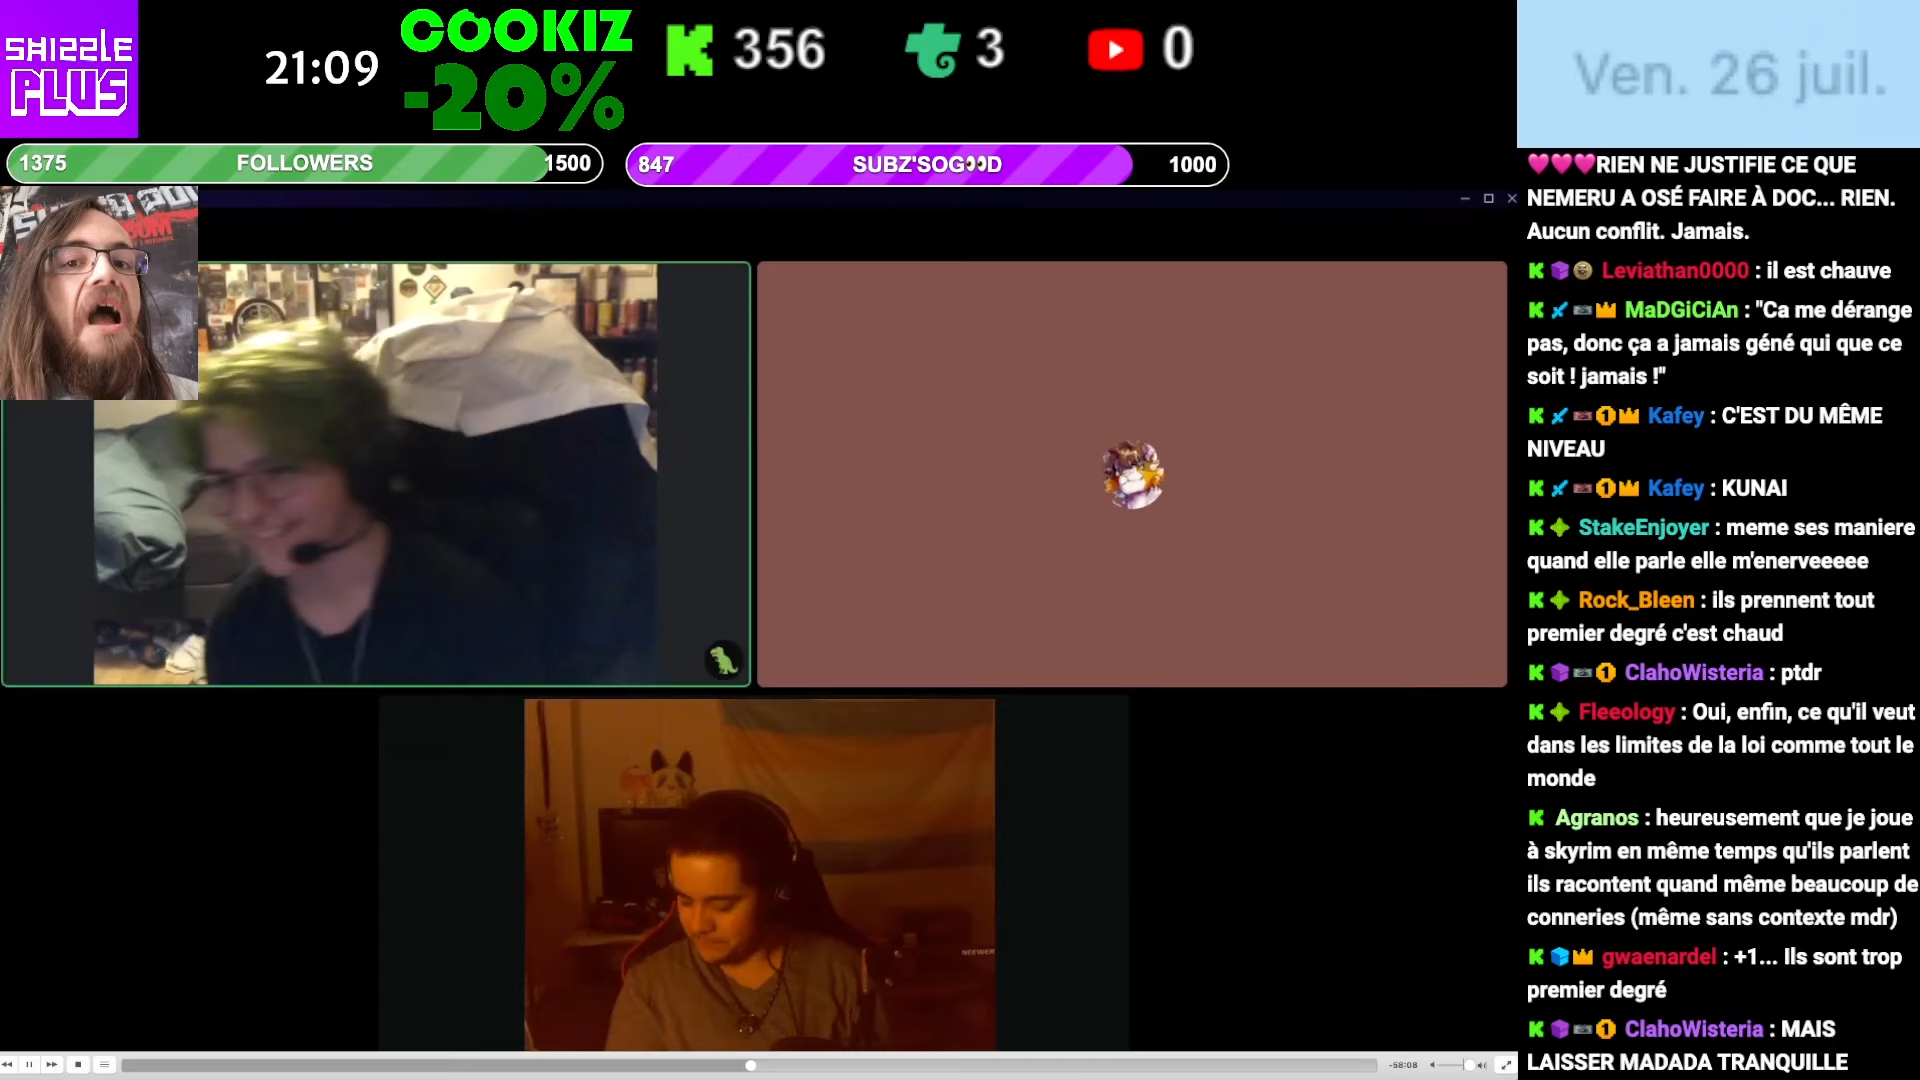 SHIZZLE
PLUS
21:09
COOKIZ
-20%
356
3
0
Ven. 26 juil.
1375 FOLLOWERS 1500
847 SUBZ'SOG👀D 1000
💗💗💗RIEN NE JUSTIFIE CE QUE
NEMERU A OSÉ FAIRE À DOC... RIEN.
Aucun conflit. Jamais.
Leviathan0000 : il est chauve
MaDGiCiAn : "Ca me dérange
pas, donc ça a jamais géné qui que ce
soit ! jamais !"
Kafey : C'EST DU MÊME
NIVEAU
Kafey : KUNAI
StakeEnjoyer : meme ses maniere
quand elle parle elle m'enerveeeee
Rock_Bleen : ils prennent tout
premier degré c'est chaud
ClahoWisteria : ptdr
Fleeology : Oui, enfin, ce qu'il veut
dans les limites de la loi comme tout le
monde
Agranos : heureusement que je joue
à skyrim en même temps qu'ils parlent
ils racontent quand même beaucoup de
conneries (même sans contexte mdr)
gwaenardel : +1... Ils sont trop
premier degré
ClahoWisteria : MAIS
LAISSER MADADA TRANQUILLE
NEEWER
-58:08